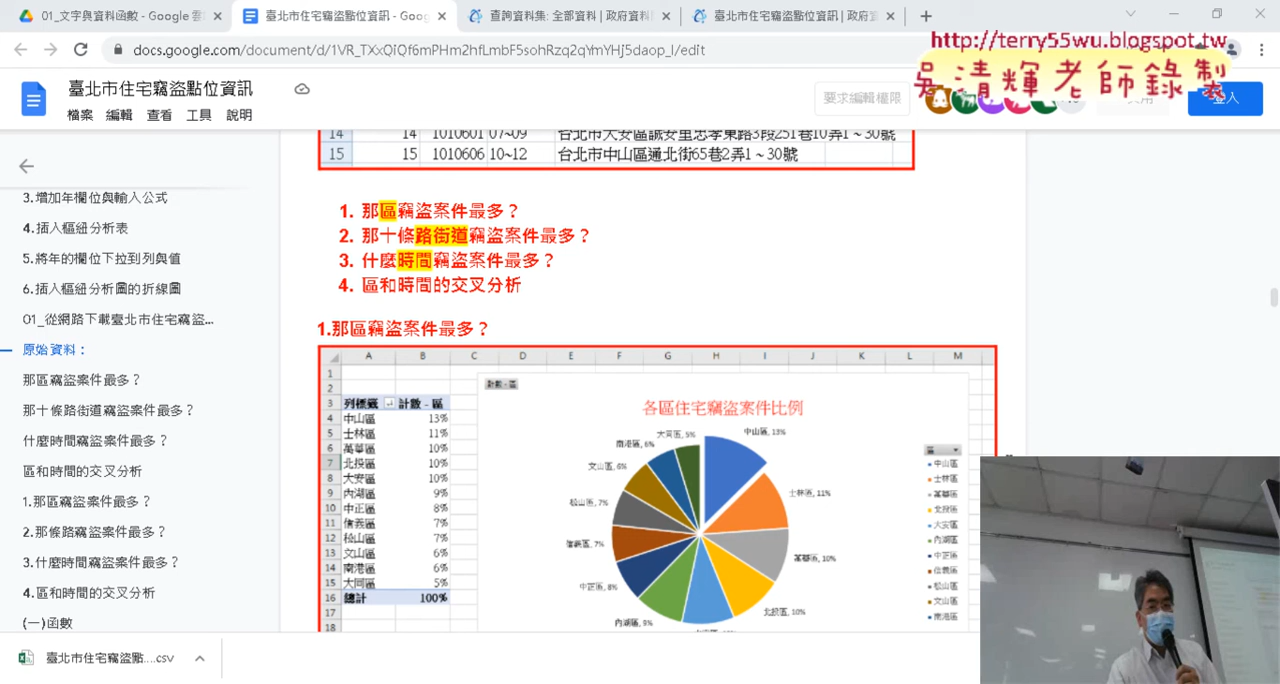 01_文字與資料函數 - Google 雲
臺北市住宅竊盜點位資訊 - Goog
查詢資料集: 全部資料 | 政府資料
臺北市住宅竊盜點位資訊 | 政府
docs.google.com/document/d/1VR_TXxQiQf6mPHm2hfLmbF5sohRzq2qYmYHj5daop_I/edit
http://terry55wu.blogspot.tw
吳清輝老師錄製
臺北市住宅竊盜點位資訊
檔案 編輯 查看 工具 說明
要求編輯權限
登入
3.增加年欄位與輸入公式
4.插入樞紐分析表
5.將年的欄位下拉到列與值
6.插入樞紐分析圖的折線圖
01_從網路下載臺北市住宅竊盜...
原始資料：
那區竊盜案件最多？
那十條路街道竊盜案件最多？
什麼時間竊盜案件最多？
區和時間的交叉分析
1.那區竊盜案件最多？
2.那條路竊盜案件最多？
3.什麼時間竊盜案件最多？
4.區和時間的交叉分析
(一)函數
14 14 1010601 07~09 台北市大安區誠安里忠孝東路3段251巷10弄1～30號
15 15 1010606 10~12 台北市中山區通北街65巷2弄1～30號
1. 那區竊盜案件最多？
2. 那十條路街道竊盜案件最多？
3. 什麼時間竊盜案件最多？
4. 區和時間的交叉分析
1.那區竊盜案件最多？
A B C D E F G H I J K L M
1
2
3 列標籤 計數 - 區
4 中山區 13%
5 士林區 11%
6 萬華區 10%
7 北投區 10%
8 大安區 10%
9 內湖區 9%
10 中正區 8%
11 信義區 7%
12 松山區 7%
13 文山區 6%
14 南港區 6%
15 大同區 5%
16 總計 100%
17
18
計數 - 區
各區住宅竊盜案件比例
中山區, 13%
士林區, 11%
萬華區, 10%
北投區, 10%
內湖區, 9%
中正區, 8%
信義區, 7%
松山區, 7%
文山區, 6%
南港區, 6%
大同區, 5%
區
中山區
士林區
萬華區
北投區
大安區
內湖區
中正區
信義區
松山區
文山區
南港區
臺北市住宅竊盜點....csv